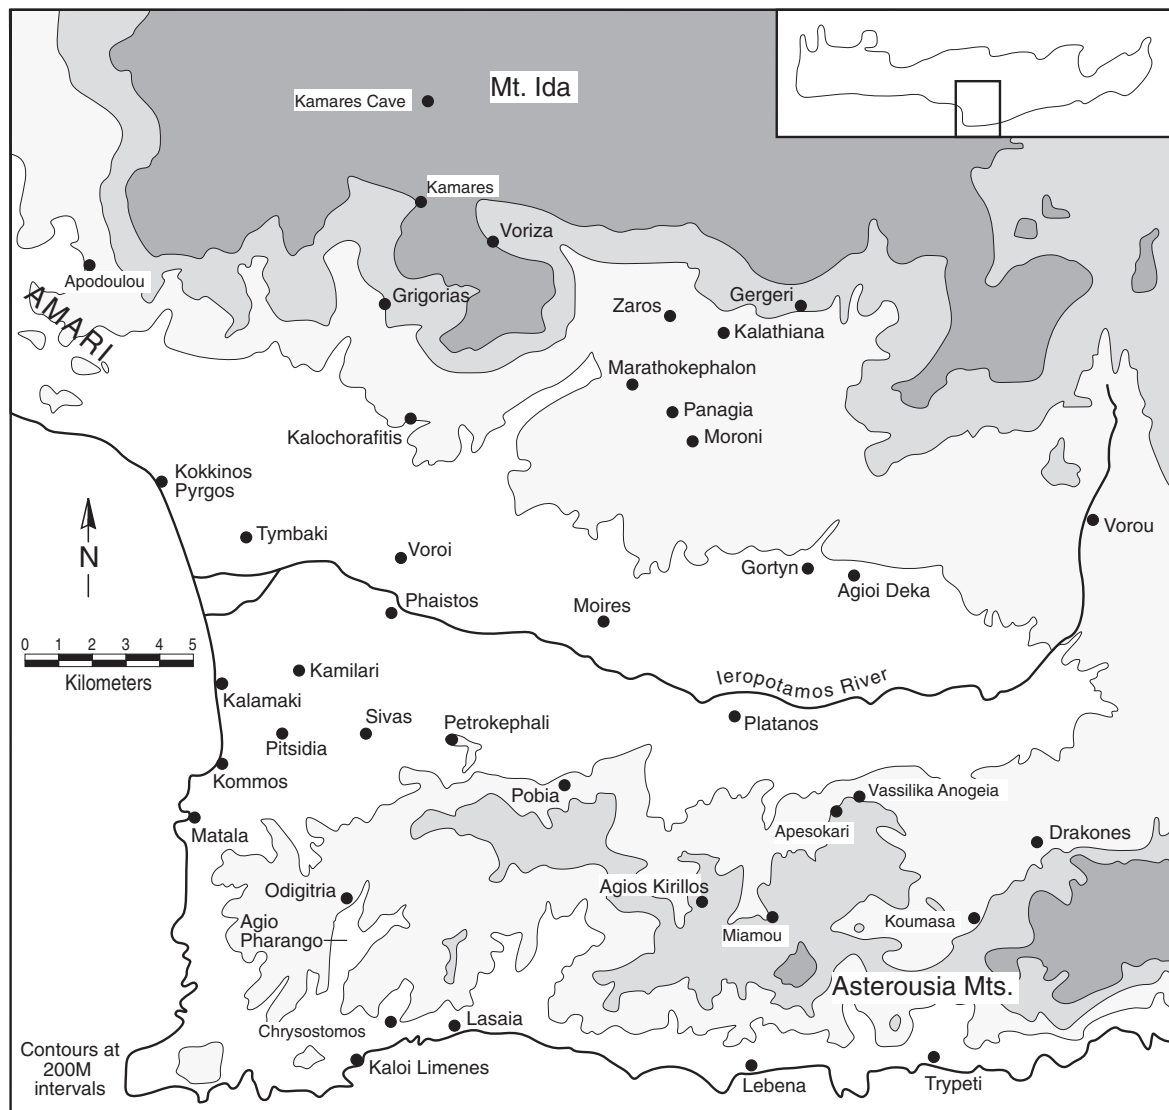 Mt. Ida
Kamares Cave
Kamares
Voriza
Apodoulou
AMARI
Grigorias
Zaros
Gergeri
Kalathiana
Marathokephalon
Panagia
Moroni
Kalochorafitis
Kokkinos
Pyrgos
N
Tymbaki
Voroi
Vorou
Gortyn
Agioi Deka
Phaistos
Moires
0 1 2 3 4 5
Kilometers
Kamilari
Kalamaki
Ieropotamos River
Sivas
Petrokephali
Platanos
Pitsidia
Kommos
Pobia
Vassilika Anogeia
Apesokari
Matala
Drakones
Odigitria
Agios Kirillos
Agio
Pharango
Miamou
Koumasa
Asterousia Mts.
Chrysostomos
Lasaia
Contours at
200M
intervals
Kaloi Limenes
Lebena
Trypeti